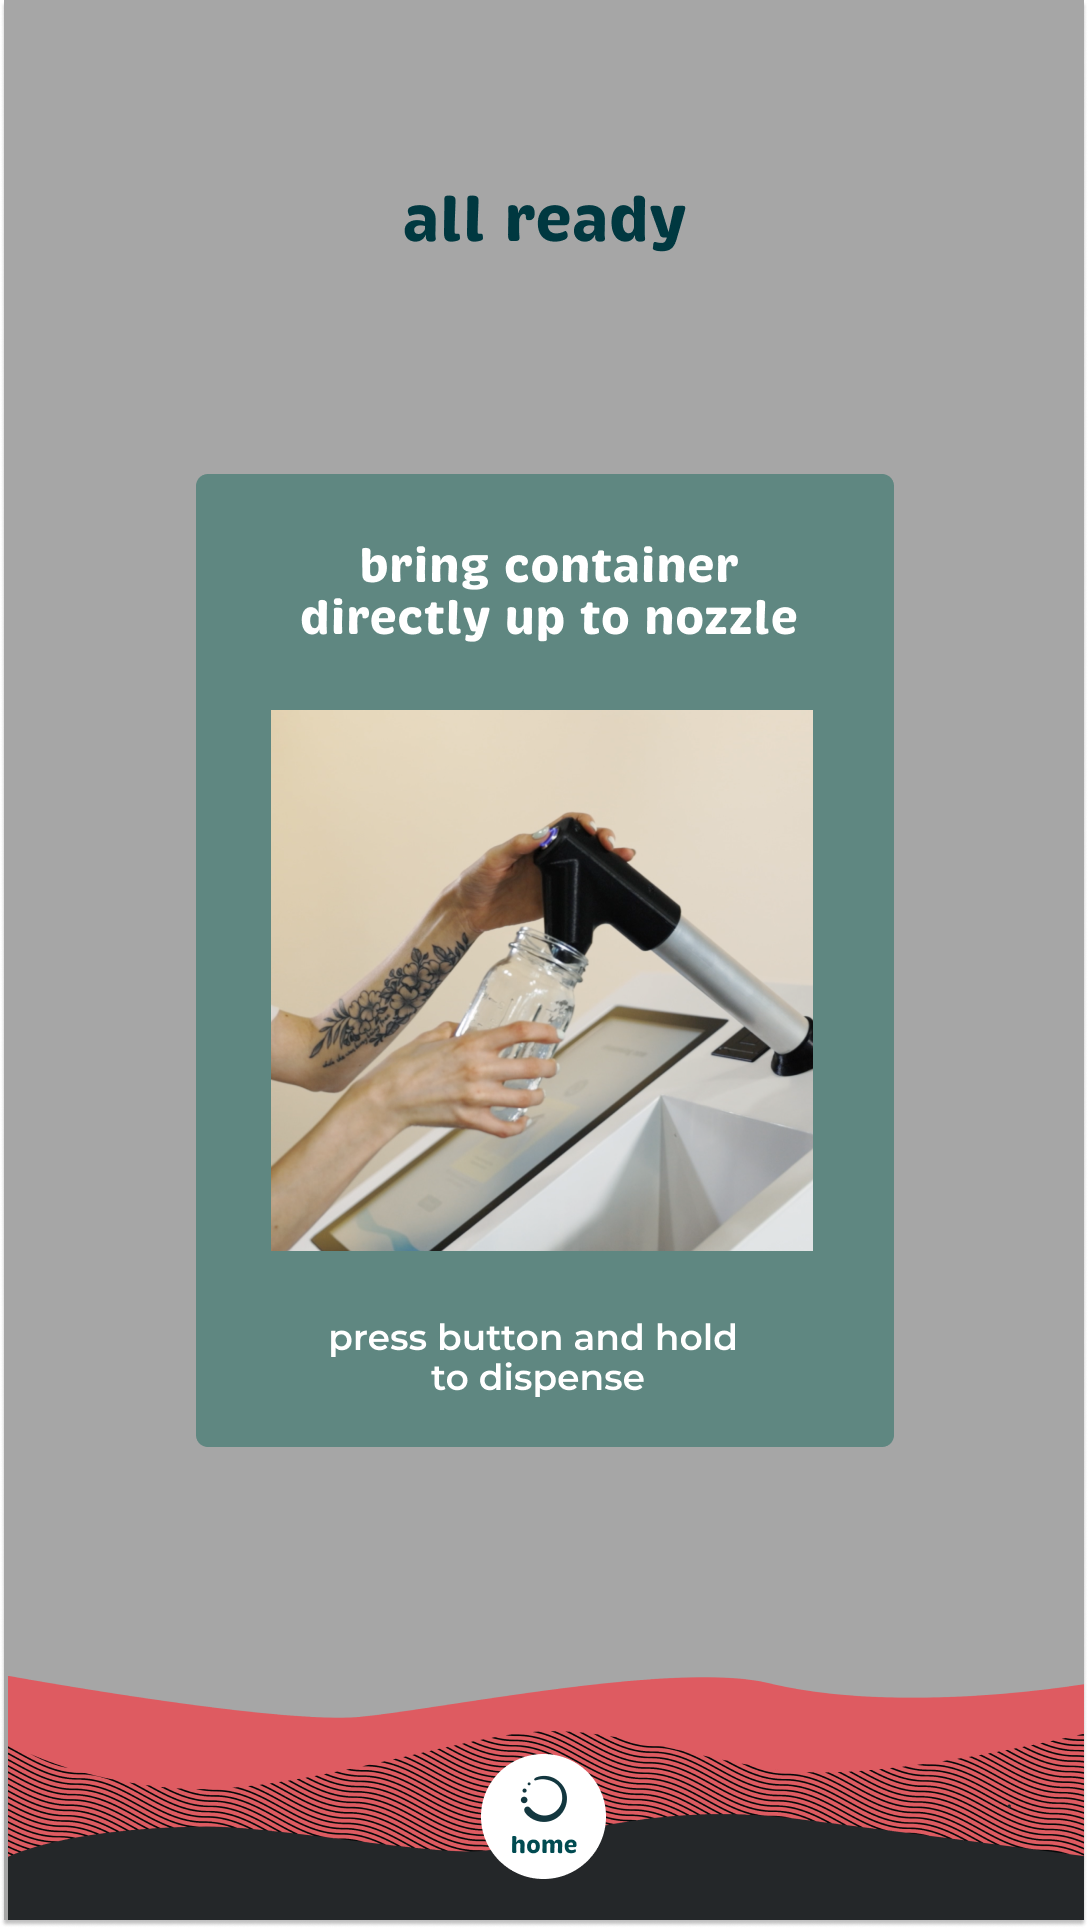 all ready
bring container
directly up to nozzle
press button and hold
to dispense
home